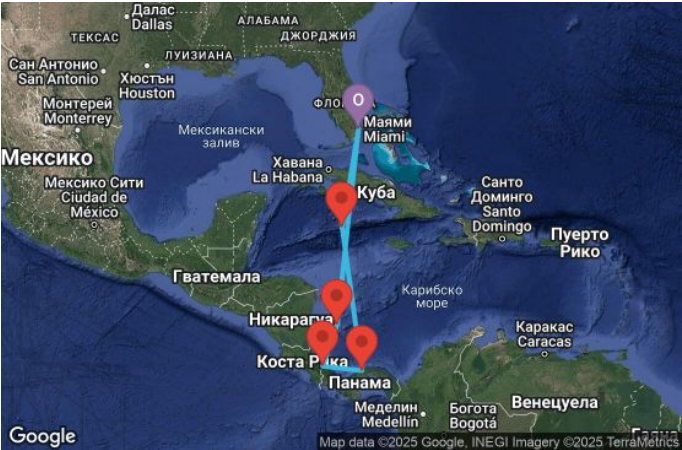 Далас
Dallas
АЛАБАМА
ТЕКСАС
ДЖОРДЖИЯ
ЛУИЗИАНА
Сан Антонио
San Antonio
Хюстън
Houston
Монтерей
Monterrey
ФЛО
O
Маями
Miami
Мексикански
залив
Мексико
Хавана
La Habana
Куба
Мексико Сити
Ciudad de
México
Санто
Доминго
Santo
Domingo
Пуерто
Рико
Гватемала
Карибско
море
Никарагуа
Каракас
Caracas
Коста Рика
Панама
Меделин
Medellín
Богота
Bogotá
Венецуела
Google
Map data ©2025 Google, INEGI Imagery ©2025 TerraMetrics